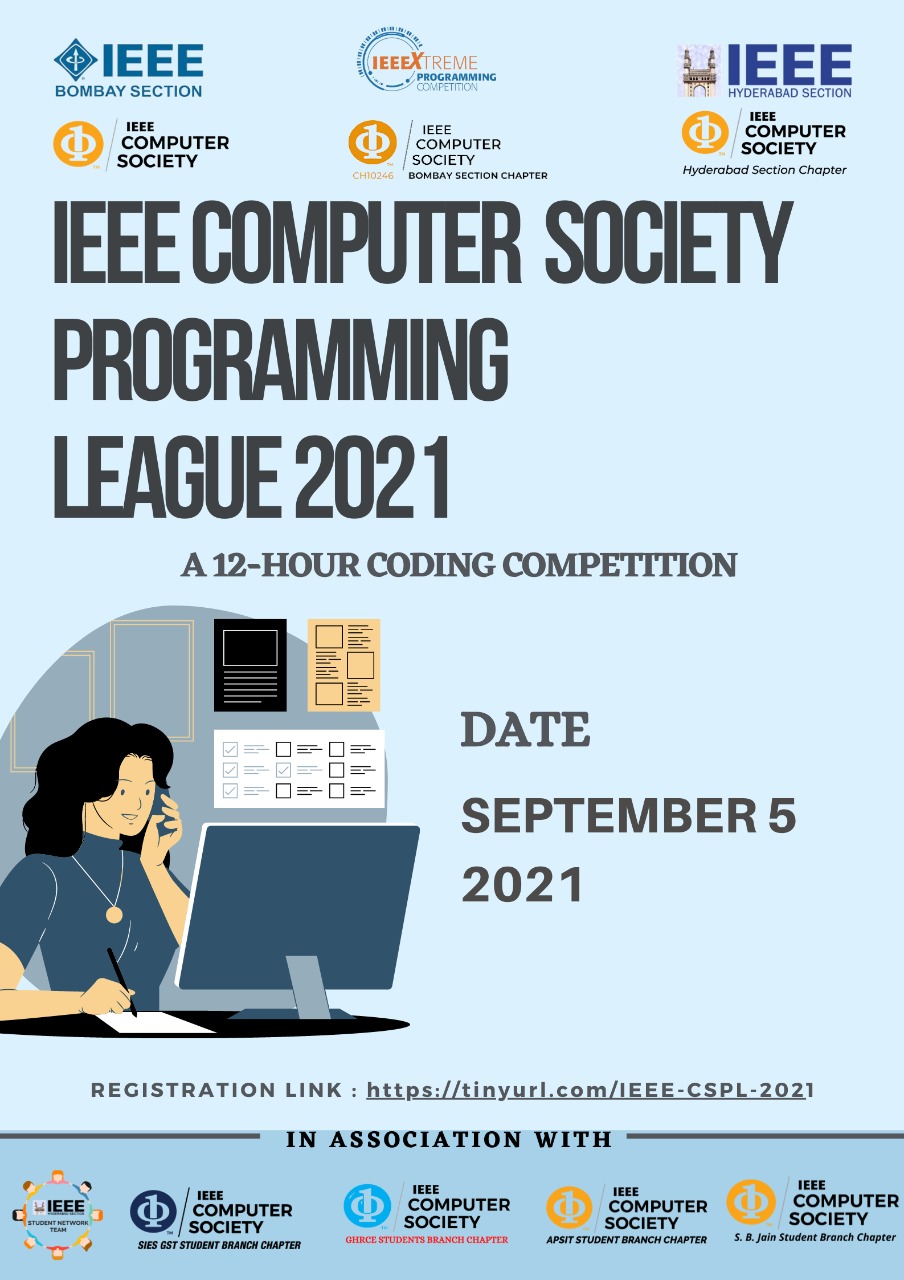 IEEE
BOMBAY SECTION
IEEEXTREME
PROGRAMMING
COMPETITION
IEEE
HYDERABAD SECTION
IEEE
COMPUTER
SOCIETY
IEEE
COMPUTER
SOCIETY
CH10246 BOMBAY SECTION CHAPTER
IEEE
COMPUTER
SOCIETY
Hyderabad Section Chapter
IEEE COMPUTER SOCIETY
PROGRAMMING
LEAGUE 2021
A 12-HOUR CODING COMPETITION
DATE
SEPTEMBER 5
2021
REGISTRATION LINK : https://tinyurl.com/IEEE-CSPL-2021
IN ASSOCIATION WITH
IEEE
HYDERABAD SECTION
STUDENT NETWORK
TEAM
IEEE
COMPUTER
SOCIETY
SIES GST STUDENT BRANCH CHAPTER
IEEE
COMPUTER
SOCIETY
GHRCE STUDENTS BRANCH CHAPTER
IEEE
COMPUTER
SOCIETY
APSIT STUDENT BRANCH CHAPTER
IEEE
COMPUTER
SOCIETY
S. B. Jain Student Branch Chapter